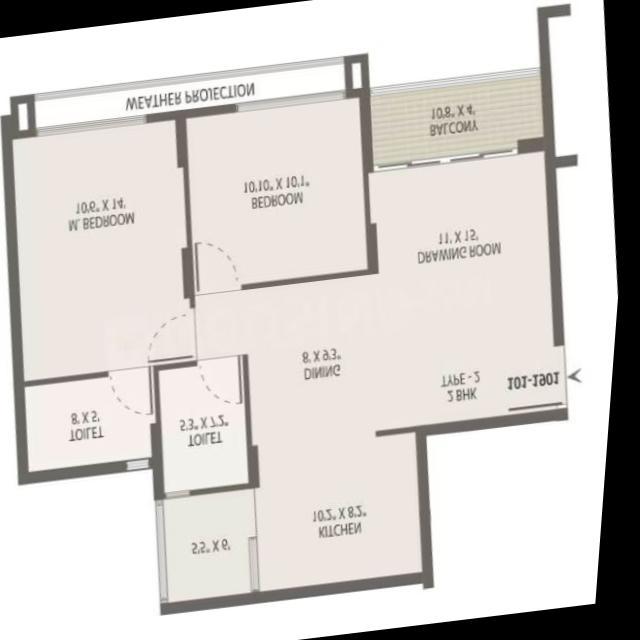 5'5" X 6'
KITCHEN
10'2" X 8'2"
TOILET
8' X 5'
TOILET
5'3" X 7'2"
2 BHK
TYPE - 2
101-1901
DINING
8' X 9'3"
M. BEDROOM
10'6" X 14'
BEDROOM
10'10" X 10'1"
DRAWING ROOM
11' X 15'
BALCONY
10'8" X 4'
WEATHER PROJECTION